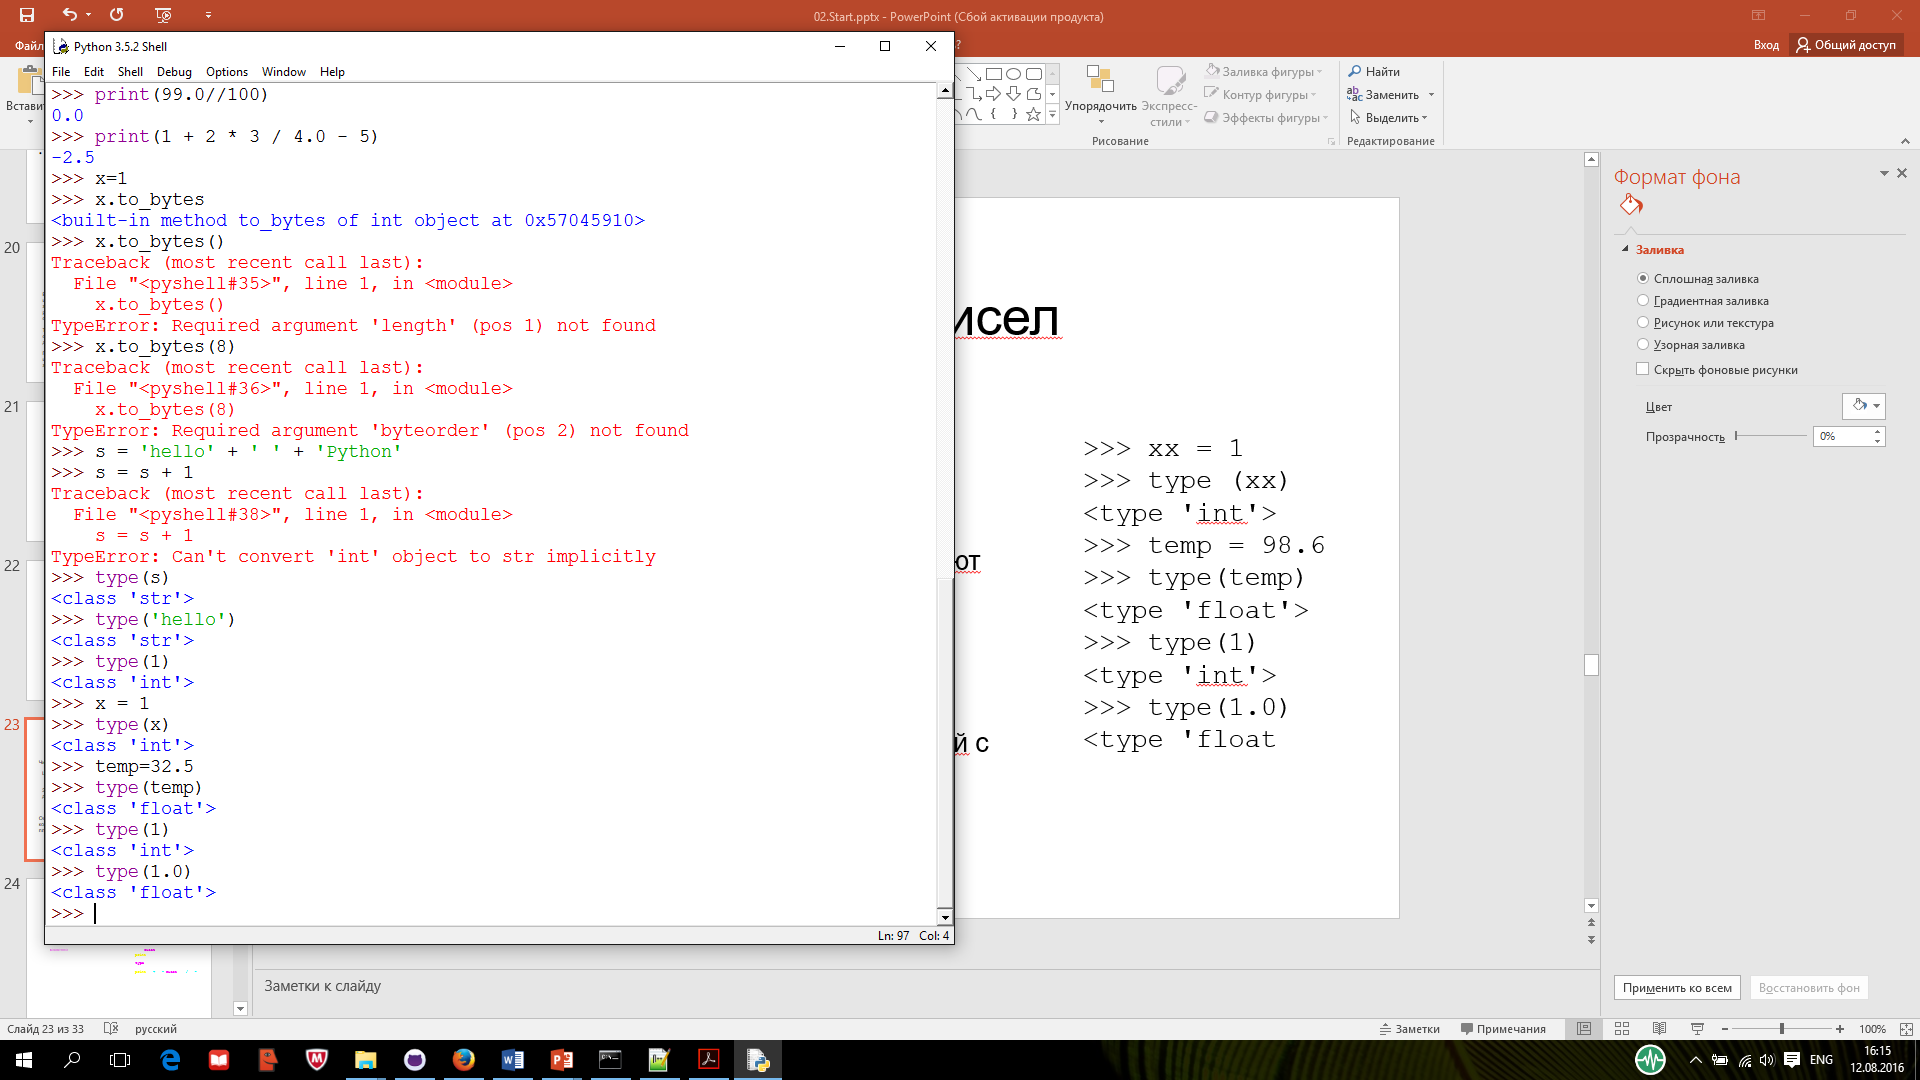 02.Start.pptx - PowerPoint (Сбой активации продукта)
Файл
Вход
Общий доступ
Python 3.5.2 Shell
File Edit Shell Debug Options Window Help
>>> print(99.0//100)
0.0
>>> print(1 + 2 * 3 / 4.0 - 5)
-2.5
>>> x=1
>>> x.to_bytes
<built-in method to_bytes of int object at 0x57045910>
>>> x.to_bytes()
Traceback (most recent call last):
File "<pyshell#35>", line 1, in <module>
x.to_bytes()
TypeError: Required argument 'length' (pos 1) not found
>>> x.to_bytes(8)
Traceback (most recent call last):
File "<pyshell#36>", line 1, in <module>
x.to_bytes(8)
TypeError: Required argument 'byteorder' (pos 2) not found
>>> s = 'hello' + ' ' + 'Python'
>>> s = s + 1
Traceback (most recent call last):
File "<pyshell#38>", line 1, in <module>
s = s + 1
TypeError: Can't convert 'int' object to str implicitly
>>> type(s)
<class 'str'>
>>> type('hello')
<class 'str'>
>>> type(1)
<class 'int'>
>>> x = 1
>>> type(x)
<class 'int'>
>>> temp=32.5
>>> type(temp)
<class 'float'>
>>> type(1)
<class 'int'>
>>> type(1.0)
<class 'float'>
>>>
Ln: 97 Col: 4
Встави
20
21
22
23
24
Упорядочить
Экспресс-
стили
Заливка фигуры
Контур фигуры
Эффекты фигуры
Рисование
Найти
Заменить
Выделить
Редактирование
исел
ют
й с
>>> xx = 1
>>> type (xx)
<type 'int'>
>>> temp = 98.6
>>> type(temp)
<type 'float'>
>>> type(1)
<type 'int'>
>>> type(1.0)
<type 'float
Формат фона
Заливка
Сплошная заливка
Градиентная заливка
Рисунок или текстура
Узорная заливка
Скрыть фоновые рисунки
Цвет
Прозрачность 0%
Применить ко всем
Восстановить фон
Заметки к слайду
Слайд 23 из 33
русский
Заметки
Примечания
100%
ENG
16:15
12.08.2016